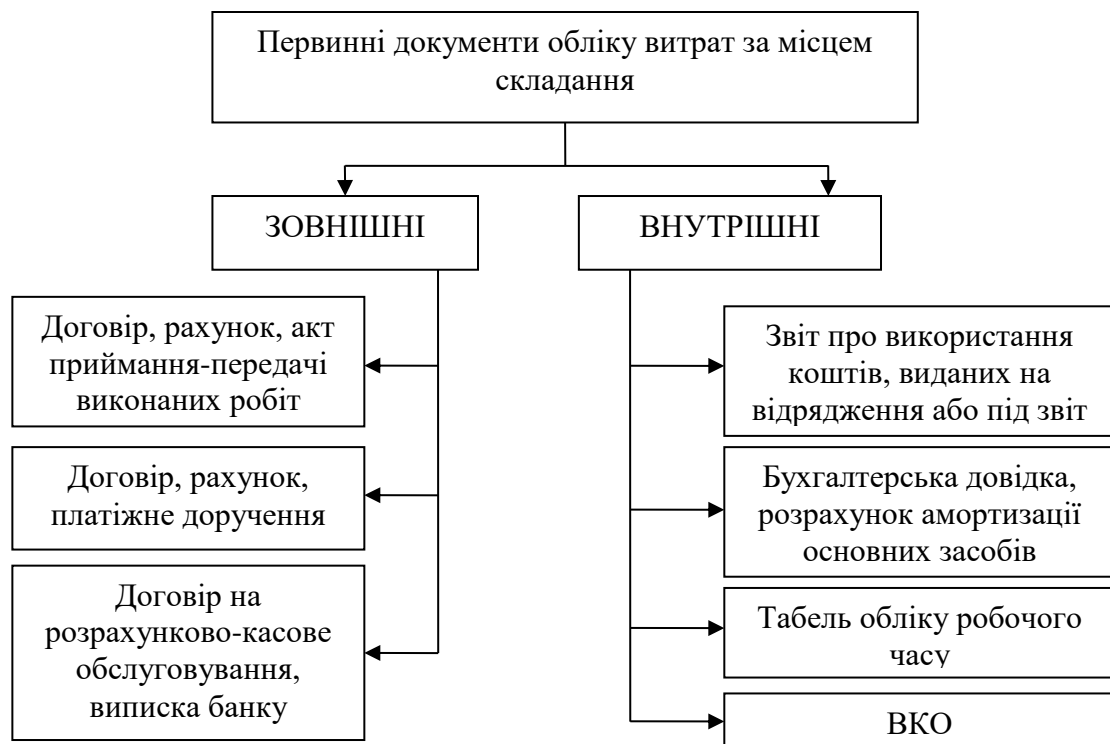 Первинні документи обліку витрат за місцем
складання
ЗОВНІШНІ
ВНУТРІШНІ
Договір, рахунок, акт
приймання-передачі
виконаних робіт
Договір, рахунок,
платіжне доручення
Договір на
розрахунково-касове
обслуговування,
виписка банку
Звіт про використання
коштів, виданих на
відрядження або під звіт
Бухгалтерська довідка,
розрахунок амортизації
основних засобів
Табель обліку робочого
часу
ВКО